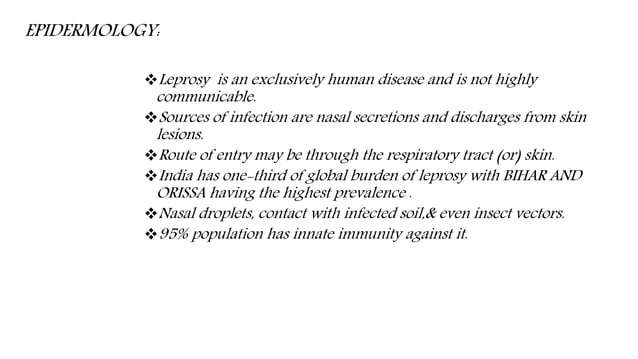 EPIDERMOLOGY:
❖Leprosy is an exclusively human disease and is not highly
communicable.
❖Sources of infection are nasal secretions and discharges from skin
lesions.
❖Route of entry may be through the respiratory tract (or) skin.
❖India has one-third of global burden of leprosy with BIHAR AND
ORISSA having the highest prevalence .
❖Nasal droplets, contact with infected soil,& even insect vectors.
❖95% population has innate immunity against it.